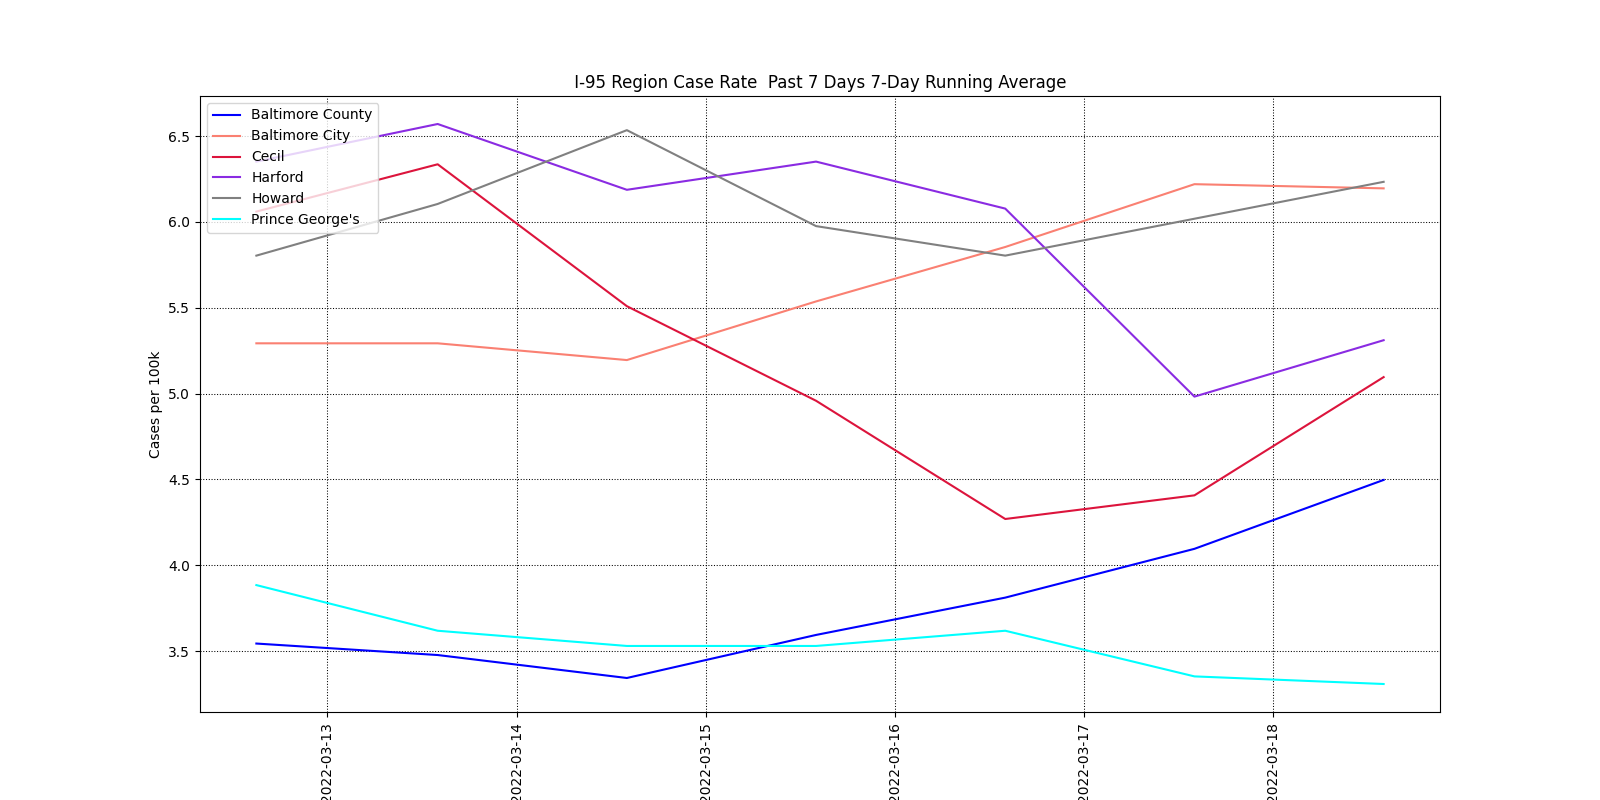 I-95 Region Case Rate  Past 7 Days 7-Day Running Average
Baltimore County
Baltimore City
Cecil
Harford
Howard
Prince George's
6.5
6.0
5.5
5.0
4.5
4.0
3.5
Cases per 100k
2022-03-13
2022-03-14
2022-03-15
2022-03-16
2022-03-17
2022-03-18